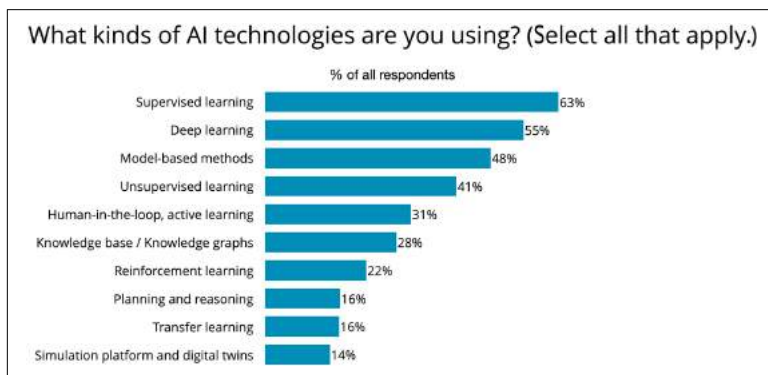 What kinds of AI technologies are you using? (Select all that apply.)
% of all respondents
Supervised learning 63%
Deep learning 55%
Model-based methods 48%
Unsupervised learning 41%
Human-in-the-loop, active learning 31%
Knowledge base / Knowledge graphs 28%
Reinforcement learning 22%
Planning and reasoning 16%
Transfer learning 16%
Simulation platform and digital twins 14%